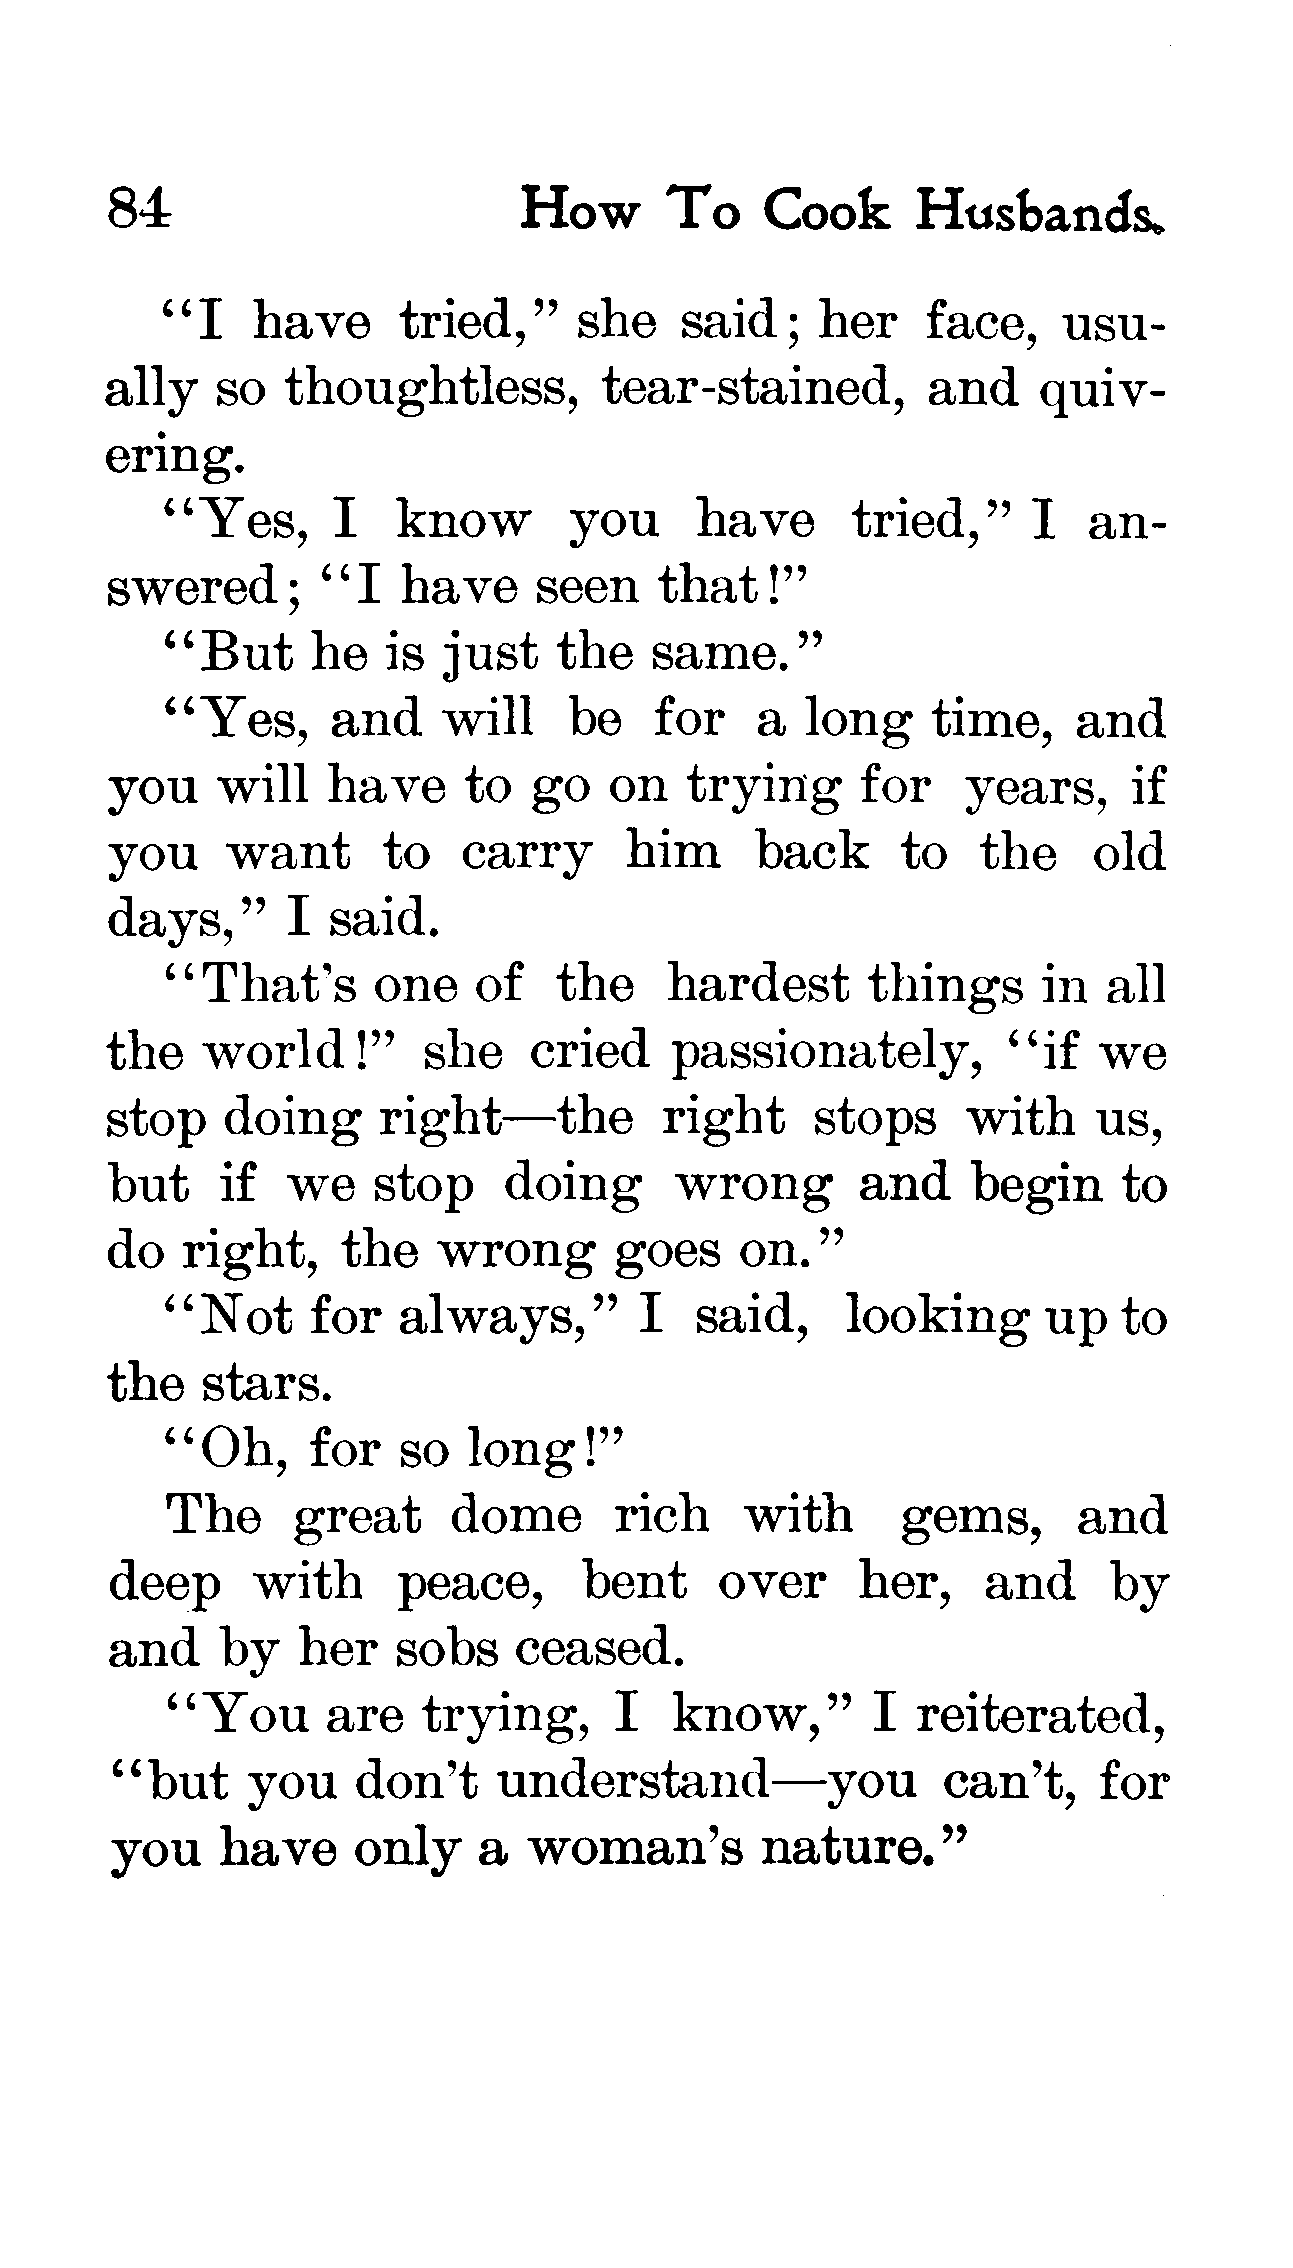 84 How To Cook Husbands.
“I have tried,” she said; her face, usu-
ally so thoughtless, tear-stained, and quiv-
ering.
“Yes, I know you have tried,” I an-
swered; “I have seen that!”
“But he is just the same.”
“Yes, and will be for a long time, and
you will have to go on trying for years, if
you want to carry him back to the old
days,” I said.
“That’s one of the hardest things in all
the world!” she cried passionately, “if we
stop doing right—the right stops with us,
but if we stop doing wrong and begin to
do right, the wrong goes on.”
“Not for always,” I said, looking up to
the stars.
“Oh, for so long!”
The great dome rich with gems, and
deep with peace, bent over her, and by
and by her sobs ceased.
“You are trying, I know,” I reiterated,
“but you don’t understand—you can’t, for
you have only a woman’s nature.”